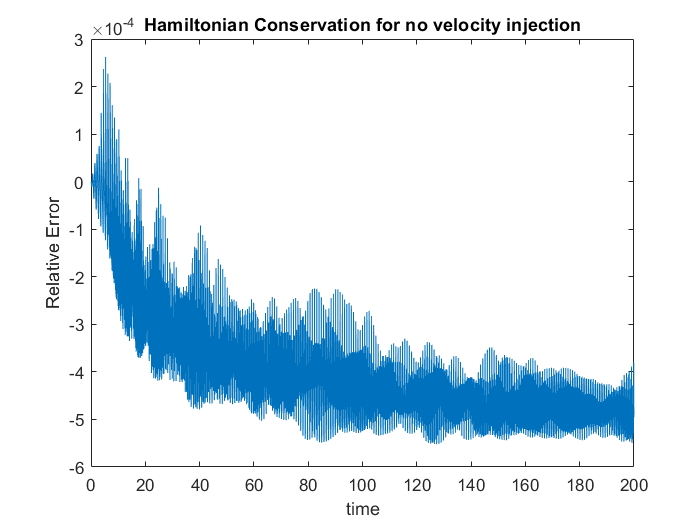 ×10⁻⁴
Hamiltonian Conservation for no velocity injection
3
2
1
0
-1
-2
-3
-4
-5
-6
Relative Error
0 20 40 60 80 100 120 140 160 180 200
time